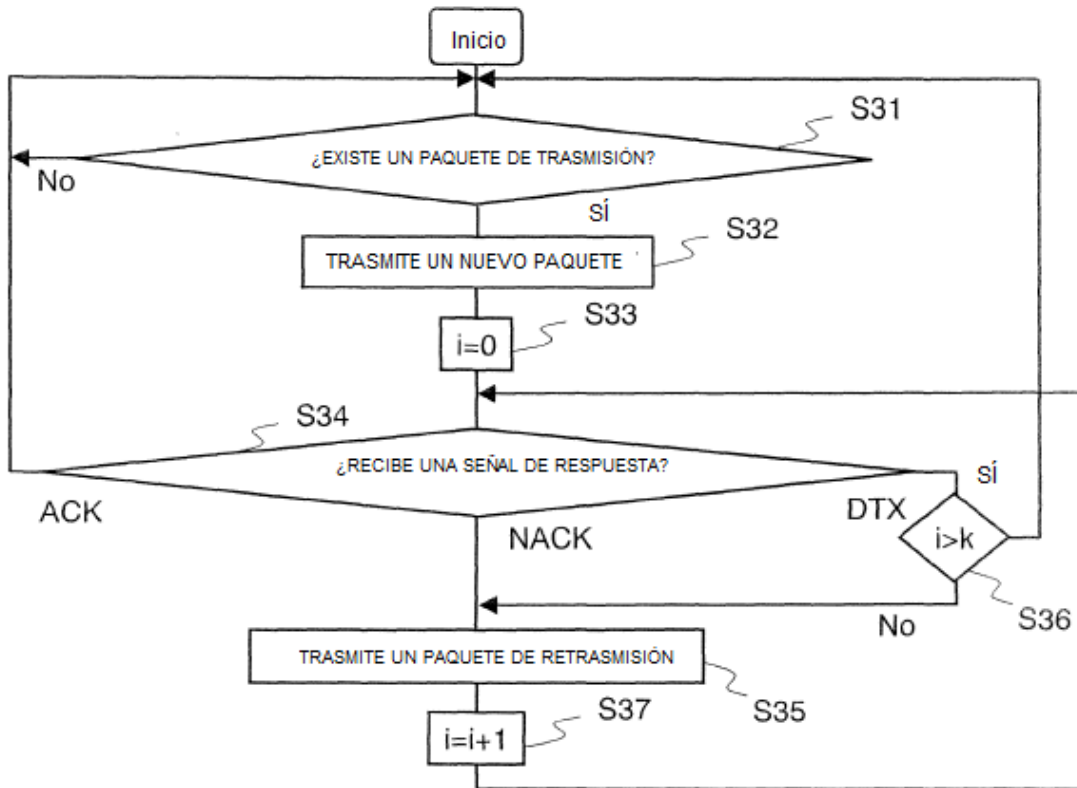 Inicio
S31
¿EXISTE UN PAQUETE DE TRASMISIÓN?
No
SÍ
S32
TRASMITE UN NUEVO PAQUETE
S33
i=0
S34
¿RECIBE UNA SEÑAL DE RESPUESTA?
SÍ
ACK
NACK
DTX
i>k
S36
No
TRASMITE UN PAQUETE DE RETRASMISIÓN
S35
S37
i=i+1